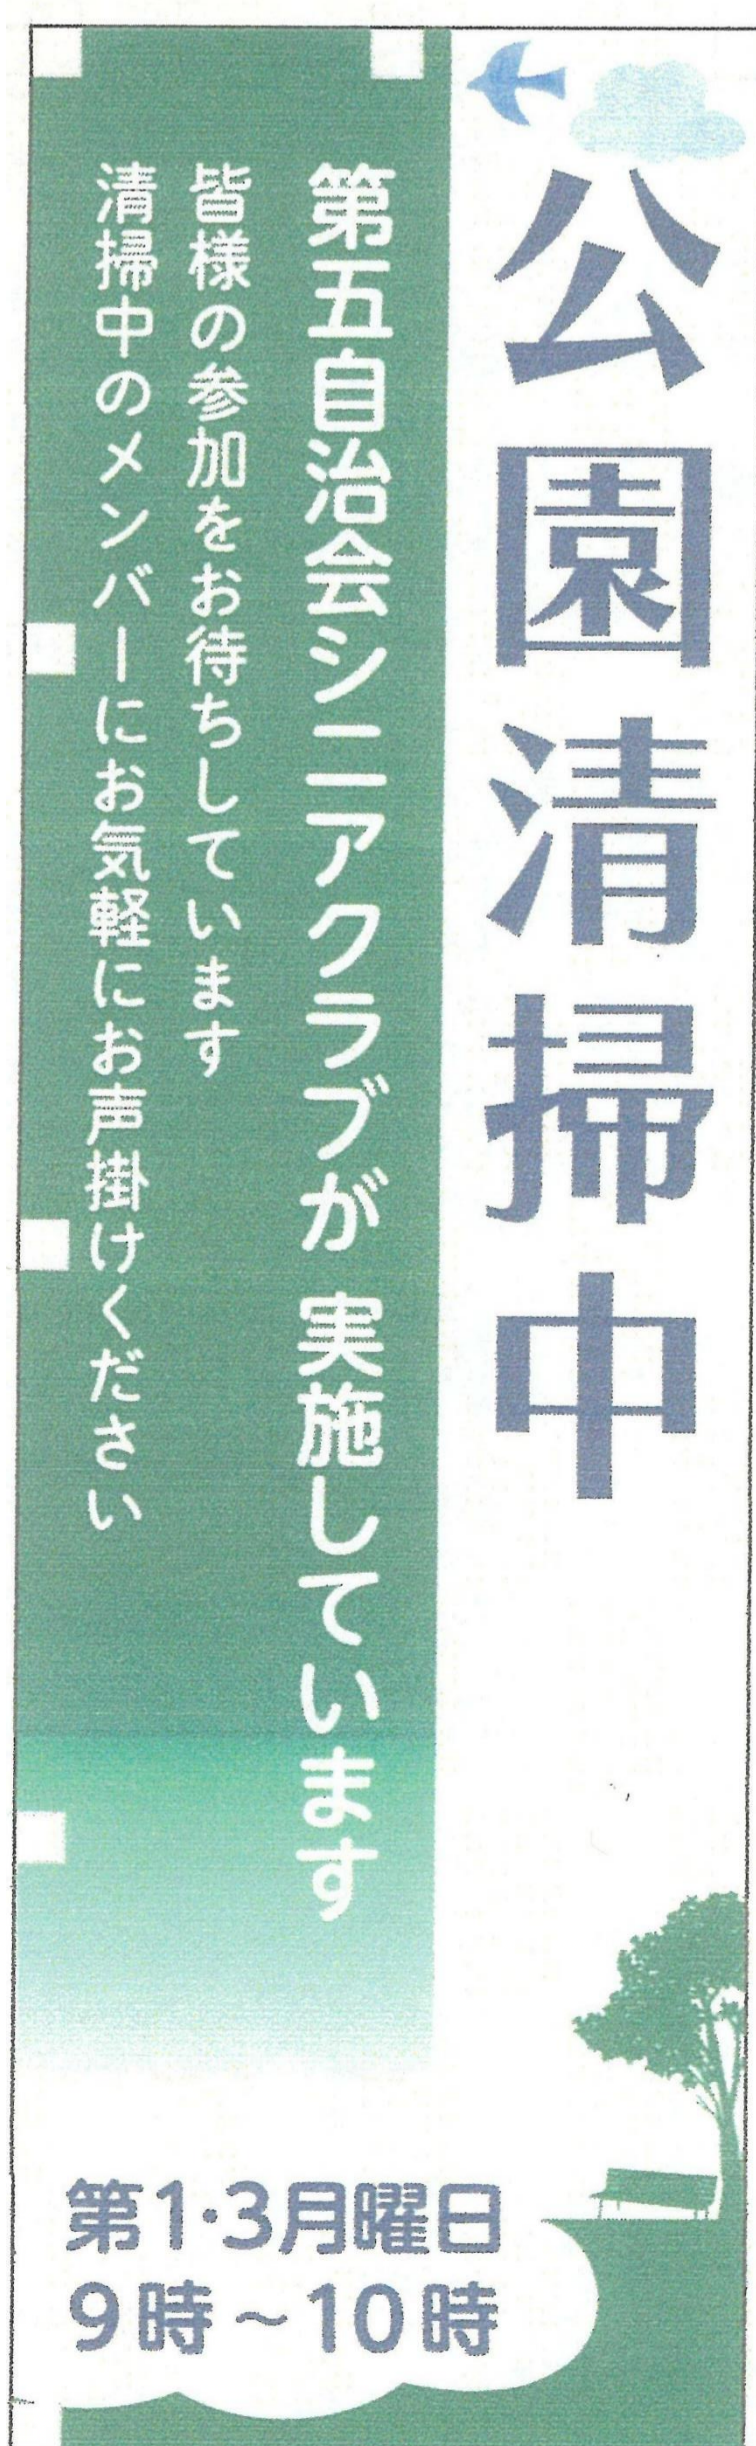 公園清掃中
第五自治会シニアクラブが 実施しています
皆様の参加をお待ちしています
清掃中のメンバーにお気軽にお声掛けください
第1·3月曜日
9時~10時